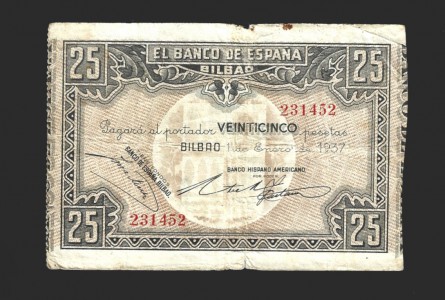 25 EL BANCO DE ESPAÑA 25
BILBAO
231452
Pagará al portador VEINTICINCO pesetas
BILBAO 1 de Enero de 1937
BANCO HISPANO AMERICANO
231452
25 25